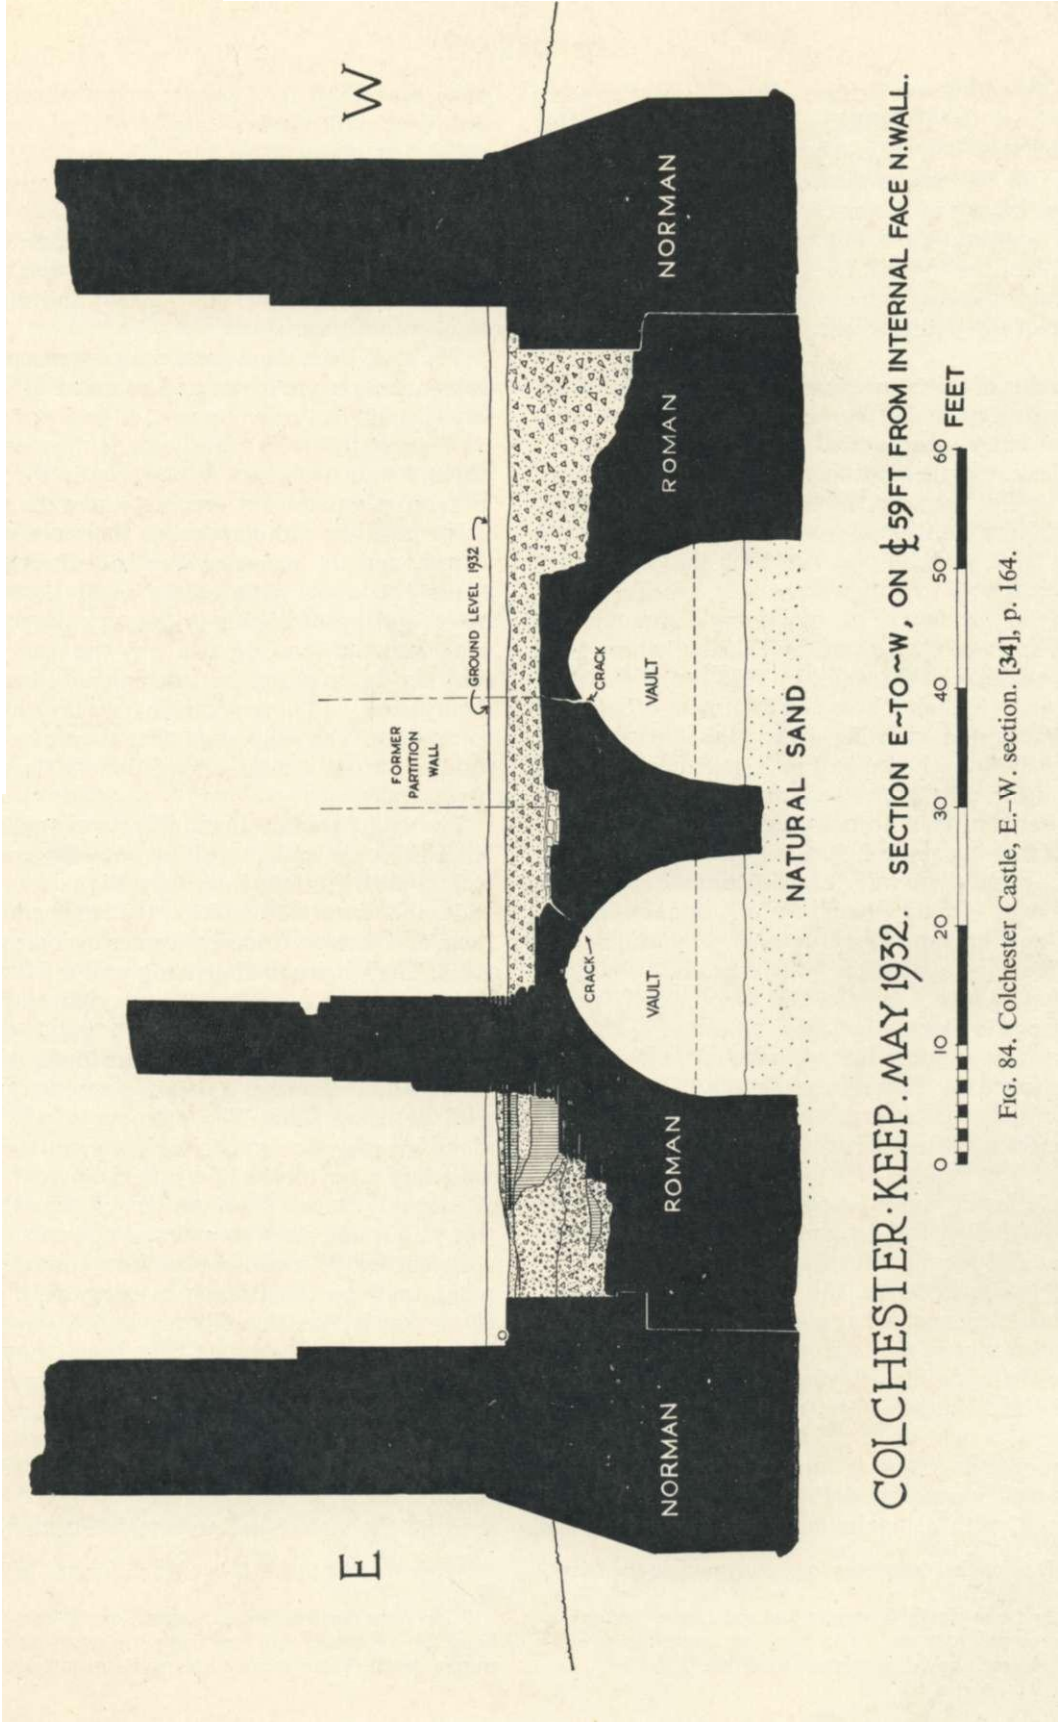 E
W
GROUND LEVEL 1932
FORMER
PARTITION
WALL
NORMAN
ROMAN
CRACK
VAULT
CRACK
VAULT
ROMAN
NORMAN
NATURAL SAND
COLCHESTER·KEEP. MAY 1932. SECTION E~TO~W, ON ℄ 59FT FROM INTERNAL FACE N.WALL.
0 10 20 30 40 50 60 FEET
FIG. 84. Colchester Castle, E.–W. section. [34], p. 164.